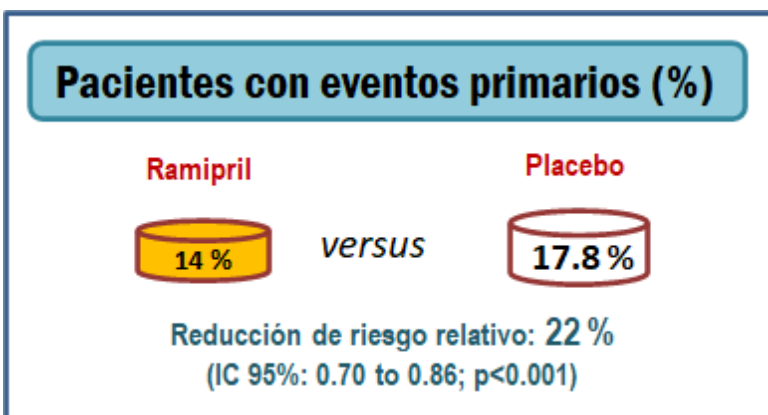 Pacientes con eventos primarios (%)
Ramipril
Placebo
14 %
versus
17.8 %
Reducción de riesgo relativo: 22 %
(IC 95%: 0.70 to 0.86; p<0.001)